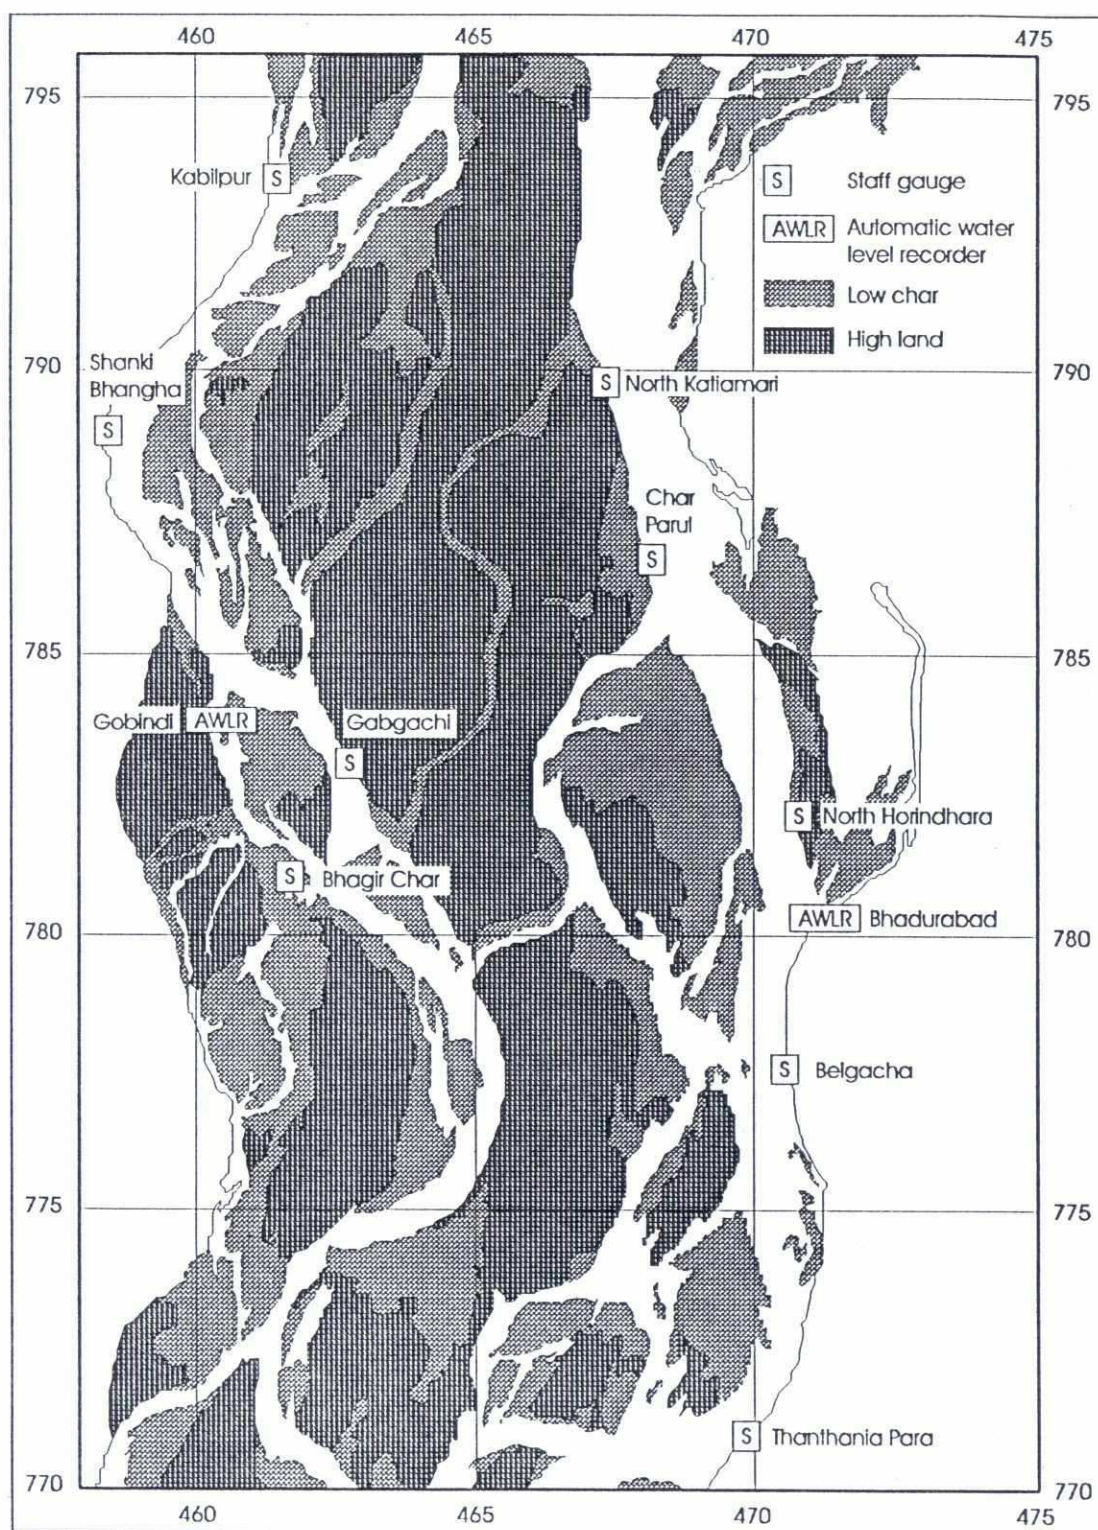 460 465 470 475
795 795
Kabilpur S
S Staff gauge
AWLR Automatic water
level recorder
Low char
High land
Shanki
Bhangha
S
790 790
S North Katiamari
Char
Parul
S
785 785
Gobindi AWLR Gabgachi
S
S North Horindhara
S Bhagir Char
AWLR Bhadurabad
780 780
S Belgacha
775 775
S Thanthania Para
770 770
460 465 470 475